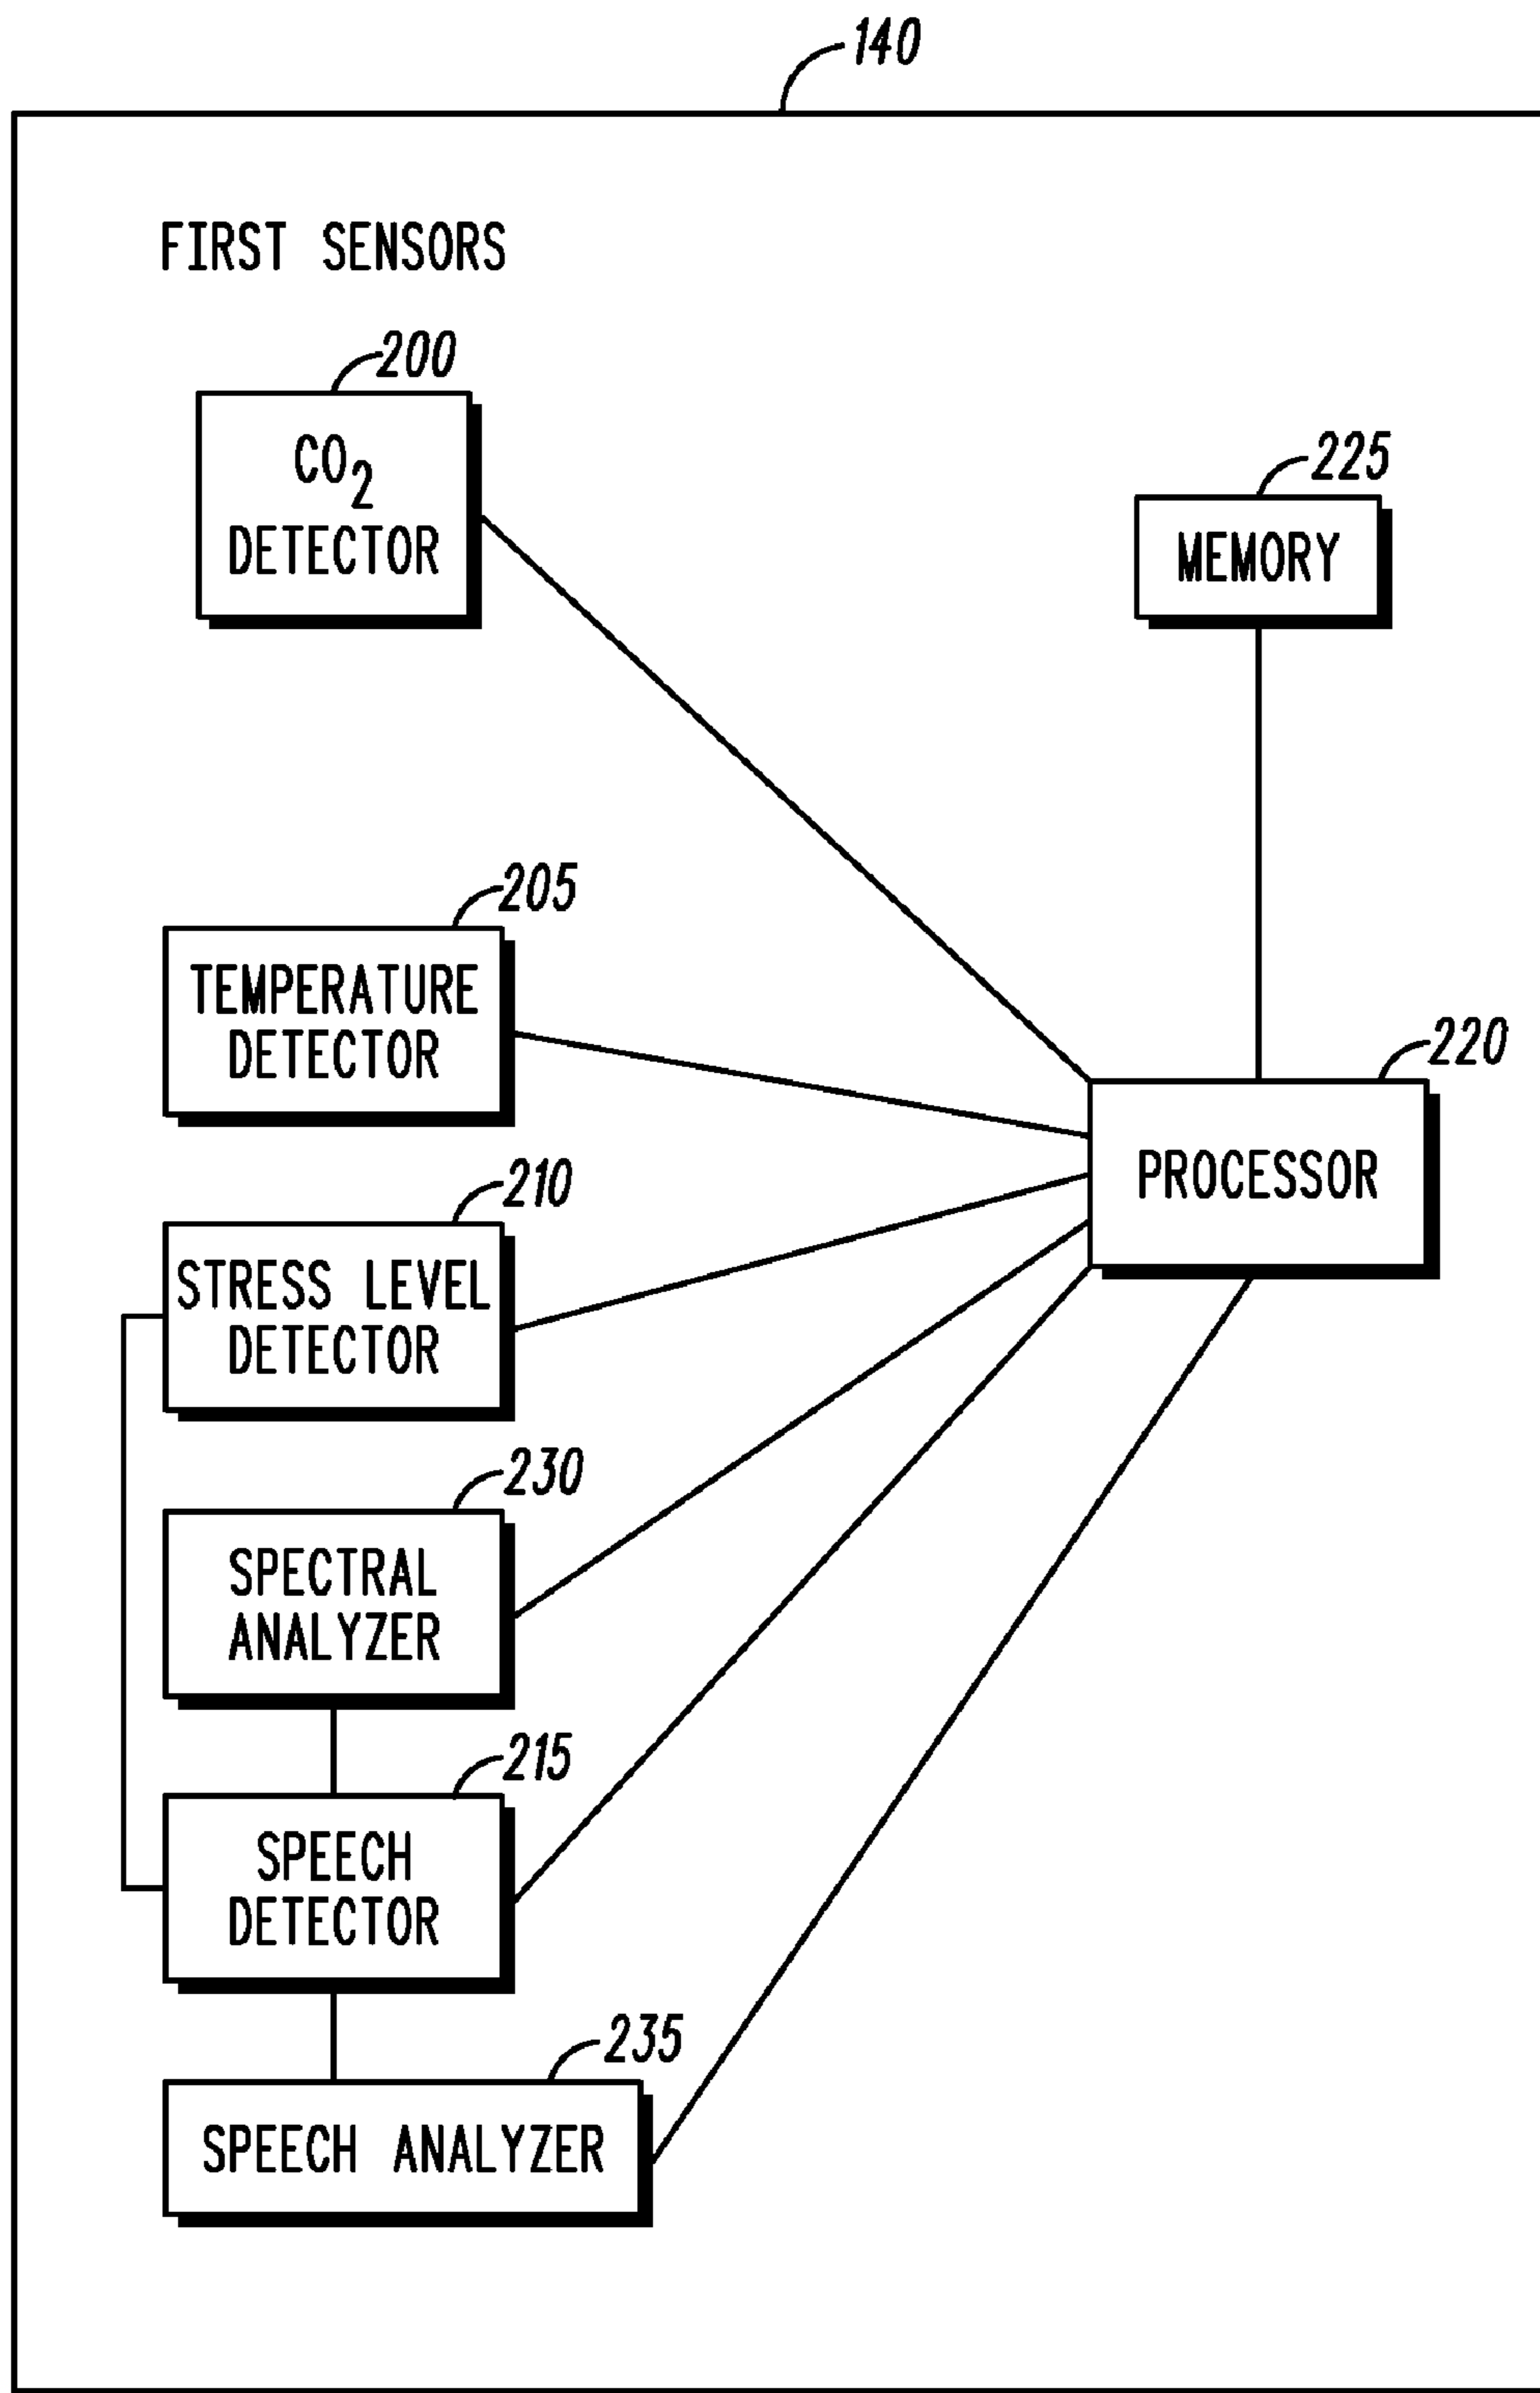 140
FIRST SENSORS
200
CO2
DETECTOR
225
MEMORY
205
TEMPERATURE
DETECTOR
220
PROCESSOR
210
STRESS LEVEL
DETECTOR
230
SPECTRAL
ANALYZER
215
SPEECH
DETECTOR
235
SPEECH ANALYZER